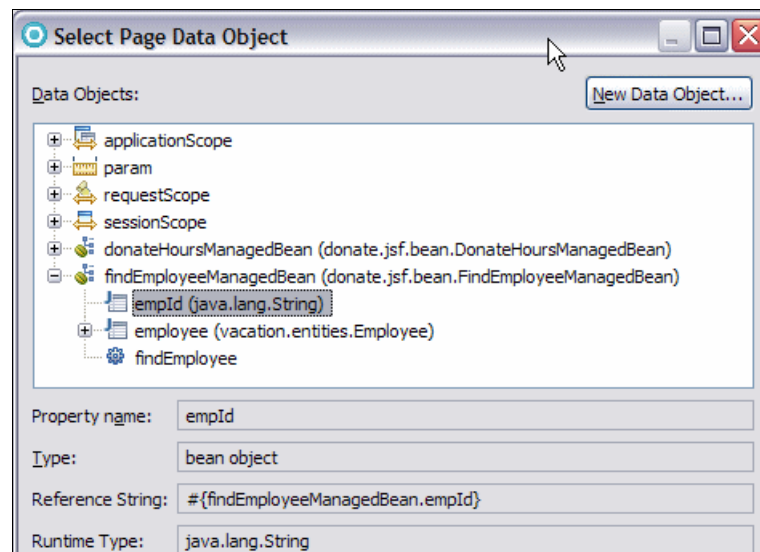 Select Page Data Object
Data Objects:
New Data Object...
applicationScope
param
requestScope
sessionScope
donateHoursManagedBean (donate.jsf.bean.DonateHoursManagedBean)
findEmployeeManagedBean (donate.jsf.bean.FindEmployeeManagedBean)
empId (java.lang.String)
employee (vacation.entities.Employee)
findEmployee
Property name: empId
Type: bean object
Reference String: #{findEmployeeManagedBean.empId}
Runtime Type: java.lang.String